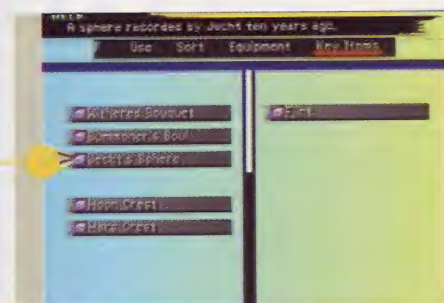 A sphere recorded by Jecht ten years ago.
Use Sort Equipment Key Items
Withered Bouquet
Flint
Summoner's Soul
Jecht's Sphere
Moon Crest
Mars Crest